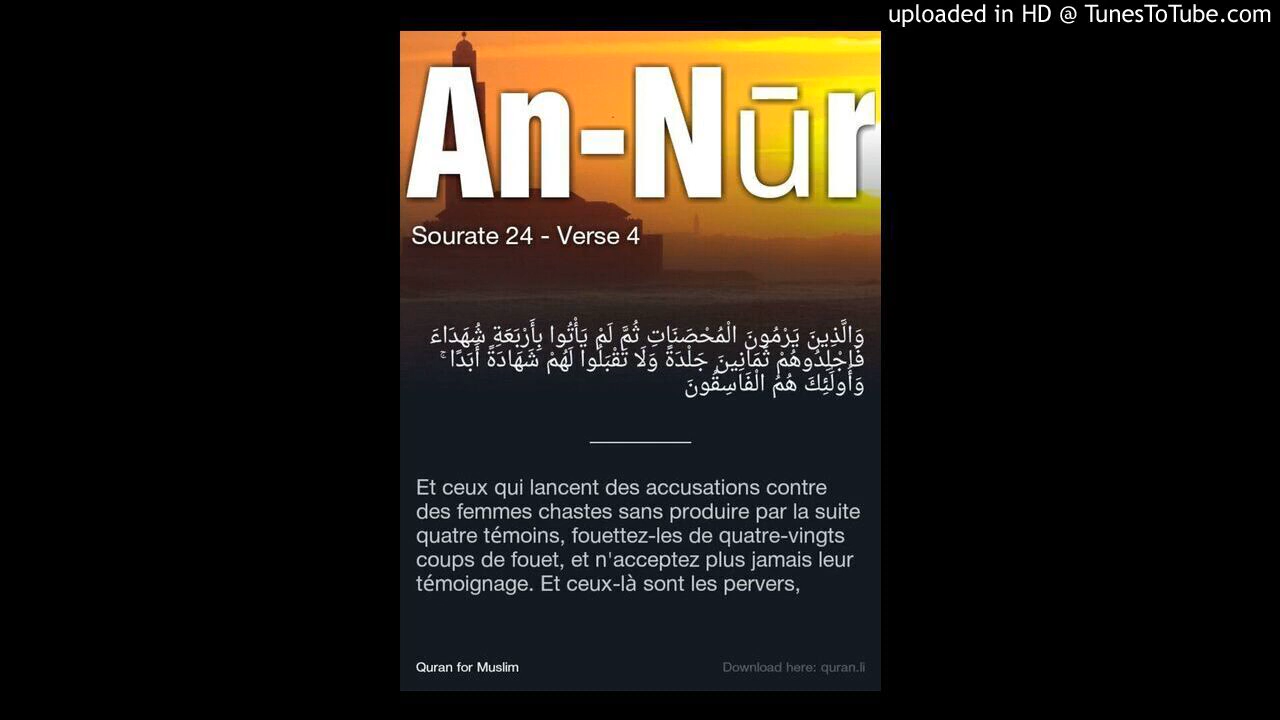 uploaded in HD @ TunesToTube.com
An-Nūr
Sourate 24 - Verse 4
وَالَّذِينَ يَرْمُونَ الْمُحْصَنَاتِ ثُمَّ لَمْ يَأْتُوا بِأَرْبَعَةِ شُهَدَاءَ
فَاجْلِدُوهُمْ ثَمَانِينَ جَلْدَةً وَلَا تَقْبَلُوا لَهُمْ شَهَادَةً أَبَدًا ۚ
وَأُولَٰئِكَ هُمُ الْفَاسِقُونَ
Et ceux qui lancent des accusations contre
des femmes chastes sans produire par la suite
quatre témoins, fouettez-les de quatre-vingts
coups de fouet, et n'acceptez plus jamais leur
témoignage. Et ceux-là sont les pervers,
Quran for Muslim
Download here: quran.li